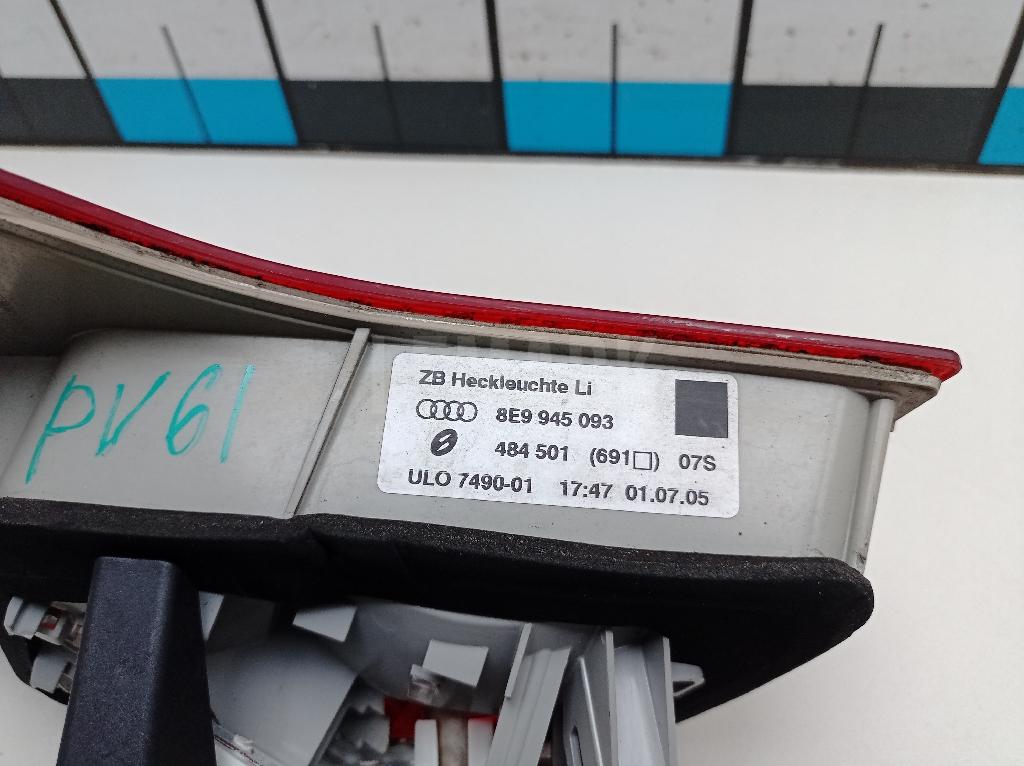 PV61
ZB Heckleuchte Li
8E9 945 093
484 501 (691□) 07S
ULO 7490-01 17:47 01.07.05